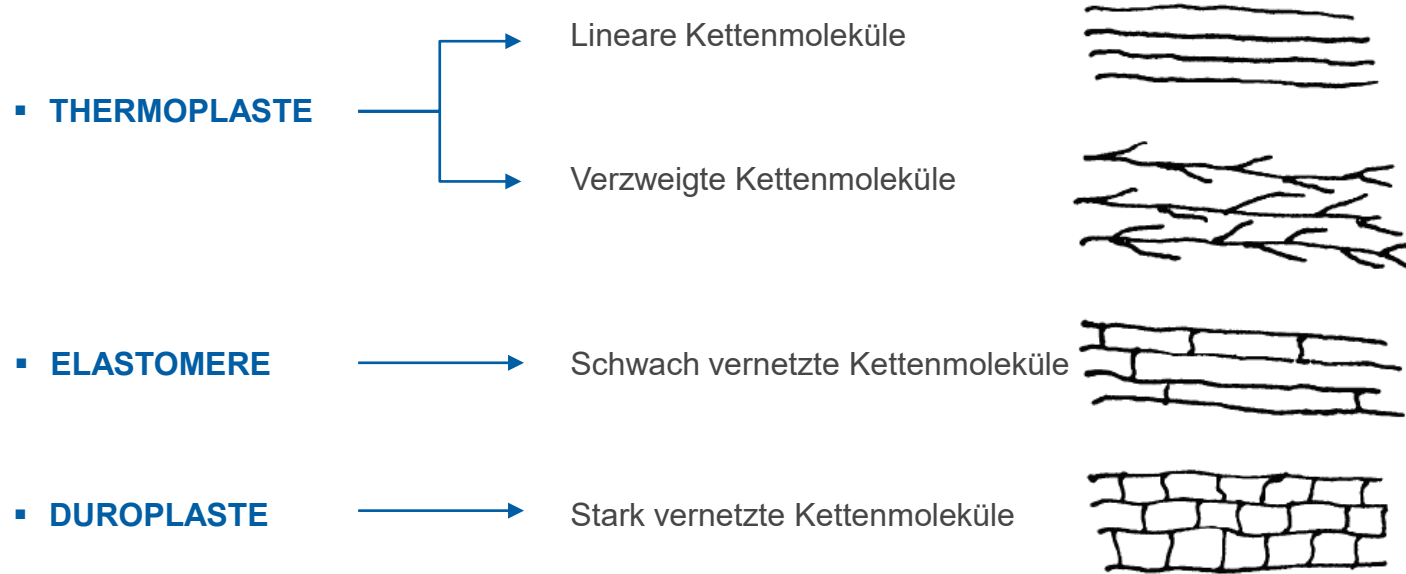 Lineare Kettenmoleküle
▪ THERMOPLASTE
Verzweigte Kettenmoleküle
▪ ELASTOMERE Schwach vernetzte Kettenmoleküle
▪ DUROPLASTE Stark vernetzte Kettenmoleküle